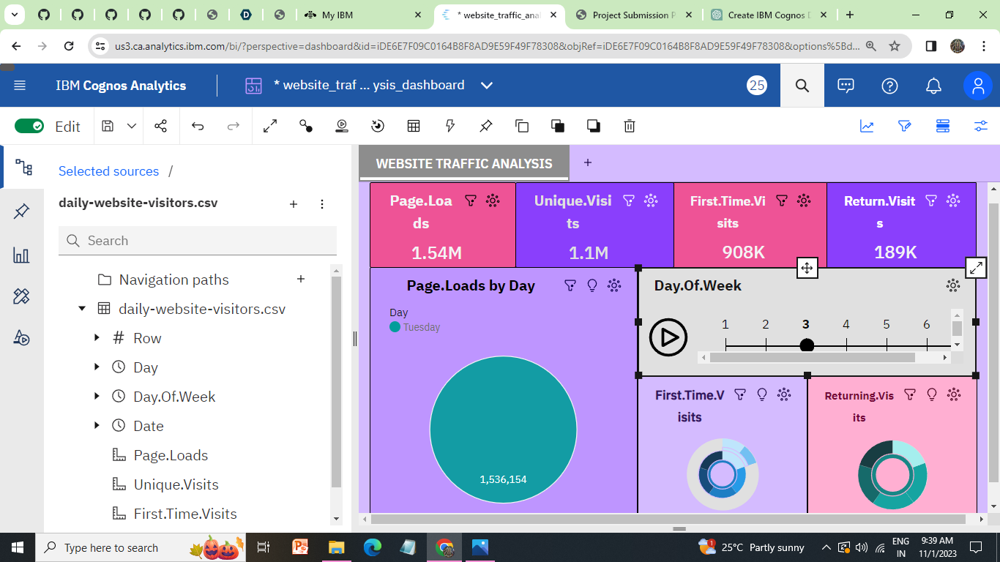 My IBM
* website_traffic_anal
Project Submission P
Create IBM Cognos D
us3.ca.analytics.ibm.com/bi/?perspective=dashboard&id=iDE6E7F09C0164B8F8AD9E59F49F78308&objRef=iDE6E7F09C0164B8F8AD9E59F49F78308&options%5Bd...
IBM Cognos Analytics
* website_traf ... ysis_dashboard
25
Edit
Selected sources /
WEBSITE TRAFFIC ANALYSIS
daily-website-visitors.csv
Search
Navigation paths
daily-website-visitors.csv
Row
Day
Day.Of.Week
Date
Page.Loads
Unique.Visits
First.Time.Visits
Page.Loa
ds
1.54M
Unique.Visi
ts
1.1M
First.Time.Vi
sits
908K
Return.Visit
s
189K
Page.Loads by Day
Day
Tuesday
1,536,154
Day.Of.Week
1 2 3 4 5 6
First.Time.V
isits
Returning.Vis
its
Type here to search
25°C Partly sunny
ENG
IN
9:39 AM
11/1/2023